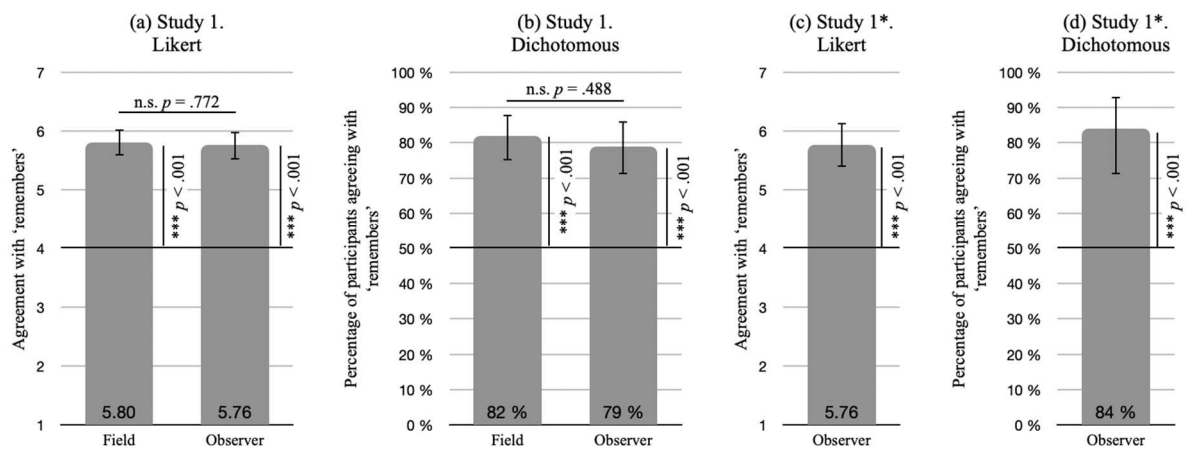 (a) Study 1.
Likert
7
6
5
4
3
2
1
Agreement with ‘remembers’
n.s. p = .772
*** p < .001
*** p < .001
5.80
5.76
Field
Observer
(b) Study 1.
Dichotomous
100 %
90 %
80 %
70 %
60 %
50 %
40 %
30 %
20 %
10 %
0 %
Percentage of participants agreeing with
‘remembers’
n.s. p = .488
*** p < .001
*** p < .001
82 %
79 %
Field
Observer
(c) Study 1*.
Likert
7
6
5
4
3
2
1
Agreement with ‘remembers’
*** p < .001
5.76
Observer
(d) Study 1*.
Dichotomous
100 %
90 %
80 %
70 %
60 %
50 %
40 %
30 %
20 %
10 %
0 %
Percentage of participants agreeing with
‘remembers’
*** p < .001
84 %
Observer